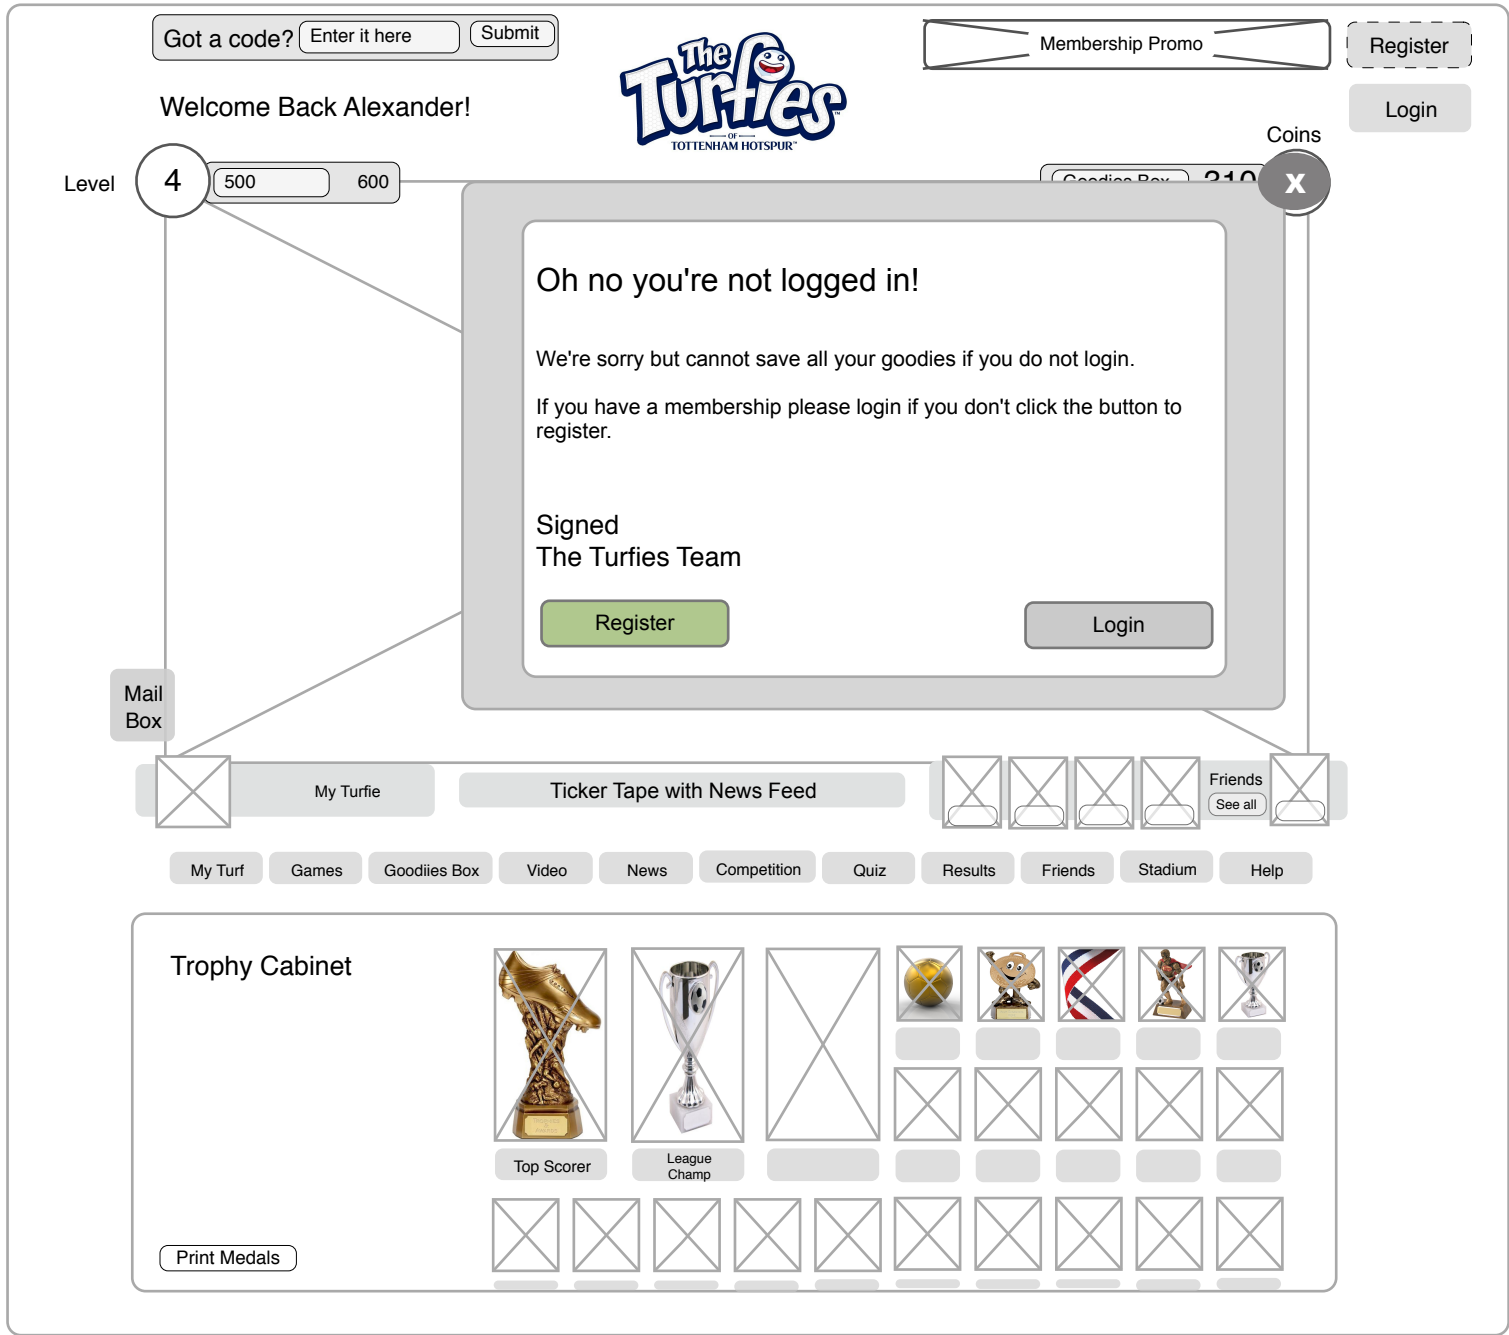 Got a code?
Enter it here
Submit
Membership Promo
Register
The
Turfies
OF
TOTTENHAM HOTSPUR™
Login
Welcome Back Alexander!
Coins
Level
4
500
600
Goodies Box
310
X
Oh no you're not logged in!
We're sorry but cannot save all your goodies if you do not login.
If you have a membership please login if you don't click the button to
register.
Signed
The Turfies Team
Register
Login
Mail
Box
My Turfie
Ticker Tape with News Feed
Friends
See all
My Turf
Games
Goodiies Box
Video
News
Competition
Quiz
Results
Friends
Stadium
Help
Trophy Cabinet
Top Scorer
League
Champ
Print Medals